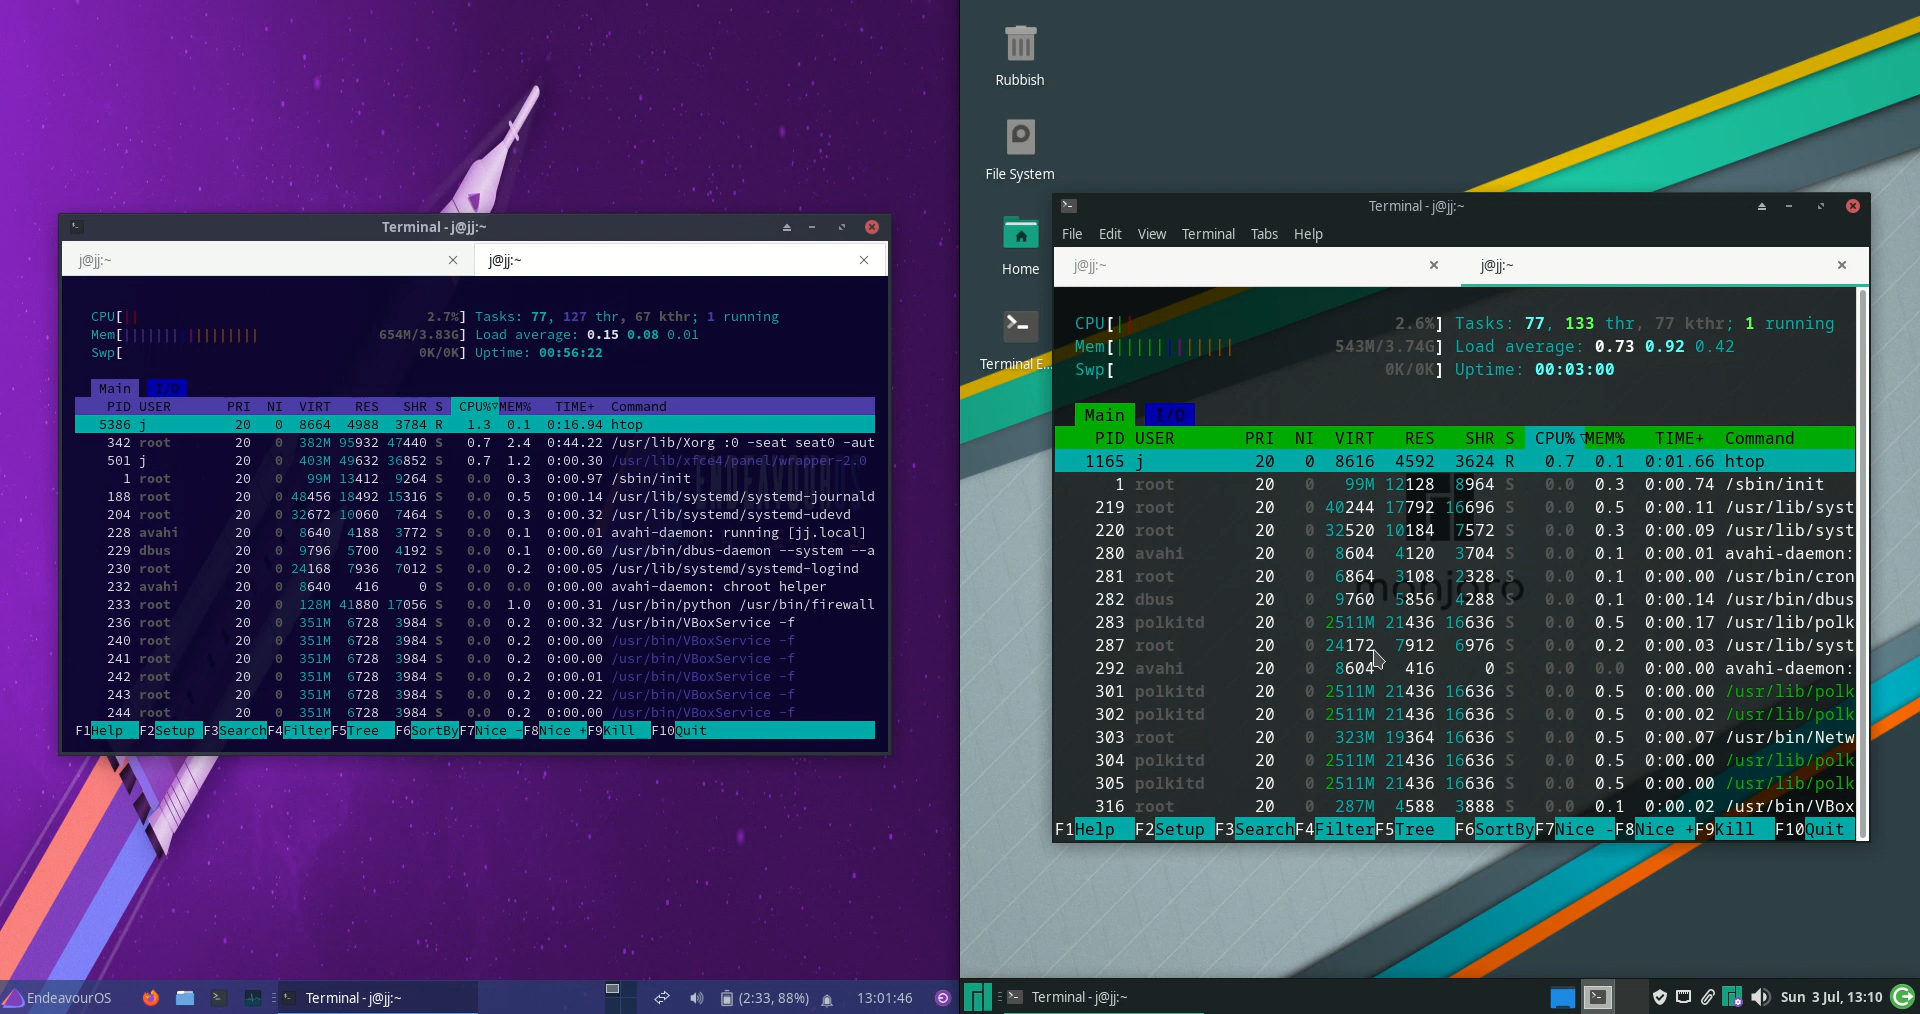 Terminal - j@jj:~
j@jj:~
j@jj:~
CPU[|| 2.7%] Tasks: 77, 127 thr, 67 kthr; 1 running
Mem[|||||||||||||||| 654M/3.83G] Load average: 0.15 0.08 0.01
Swp[ 0K/0K] Uptime: 00:56:22
Main I/O
PID USER PRI NI VIRT RES SHR S CPU%▽MEM% TIME+ Command
5386 j 20 0 8664 4988 3784 R 1.3 0.1 0:16.94 htop
342 root 20 0 382M 95932 47440 S 0.7 2.4 0:44.22 /usr/lib/Xorg :0 -seat seat0 -aut
501 j 20 0 403M 49632 36852 S 0.7 1.2 0:00.30 /usr/lib/xfce4/panel/wrapper-2.0
1 root 20 0 99M 13412 9264 S 0.0 0.3 0:00.97 /sbin/init
188 root 20 0 48456 18492 15316 S 0.0 0.5 0:00.14 /usr/lib/systemd/systemd-journald
204 root 20 0 32672 10060 7464 S 0.0 0.3 0:00.32 /usr/lib/systemd/systemd-udevd
228 avahi 20 0 8640 4188 3772 S 0.0 0.1 0:00.01 avahi-daemon: running [jj.local]
229 dbus 20 0 9796 5700 4192 S 0.0 0.1 0:00.60 /usr/bin/dbus-daemon --system --a
230 root 20 0 24168 7936 7012 S 0.0 0.2 0:00.05 /usr/lib/systemd/systemd-logind
232 avahi 20 0 8640 416 0 S 0.0 0.0 0:00.00 avahi-daemon: chroot helper
233 root 20 0 128M 41880 17056 S 0.0 1.0 0:00.31 /usr/bin/python /usr/bin/firewall
236 root 20 0 351M 6728 3984 S 0.0 0.2 0:00.32 /usr/bin/VBoxService -f
240 root 20 0 351M 6728 3984 S 0.0 0.2 0:00.00 /usr/bin/VBoxService -f
241 root 20 0 351M 6728 3984 S 0.0 0.2 0:00.00 /usr/bin/VBoxService -f
242 root 20 0 351M 6728 3984 S 0.0 0.2 0:00.01 /usr/bin/VBoxService -f
243 root 20 0 351M 6728 3984 S 0.0 0.2 0:00.22 /usr/bin/VBoxService -f
244 root 20 0 351M 6728 3984 S 0.0 0.2 0:00.00 /usr/bin/VBoxService -f
F1Help F2Setup F3SearchF4FilterF5Tree F6SortByF7Nice -F8Nice +F9Kill F10Quit
ENDEAVOUROS
EndeavourOS
Terminal - j@jj:~
(2:33, 88%)
13:01:46
Rubbish
File System
Home
Terminal E...
Terminal - j@jj:~
File Edit View Terminal Tabs Help
j@jj:~
j@jj:~
CPU[|| 2.6%] Tasks: 77, 133 thr, 77 kthr; 1 running
Mem[||||||||||||| 543M/3.74G] Load average: 0.73 0.92 0.42
Swp[ 0K/0K] Uptime: 00:03:00
Main I/O
PID USER PRI NI VIRT RES SHR S CPU%▽MEM% TIME+ Command
1165 j 20 0 8616 4592 3624 R 0.7 0.1 0:01.66 htop
1 root 20 0 99M 12128 8964 S 0.0 0.3 0:00.74 /sbin/init
219 root 20 0 40244 17792 16696 S 0.0 0.5 0:00.11 /usr/lib/syst
220 root 20 0 32520 10184 7572 S 0.0 0.3 0:00.09 /usr/lib/syst
280 avahi 20 0 8604 4120 3704 S 0.0 0.1 0:00.01 avahi-daemon:
281 root 20 0 6864 3108 2328 S 0.0 0.1 0:00.00 /usr/bin/cron
282 dbus 20 0 9760 5856 4288 S 0.0 0.1 0:00.14 /usr/bin/dbus
283 polkitd 20 0 2511M 21436 16636 S 0.0 0.5 0:00.17 /usr/lib/polk
287 root 20 0 24172 7912 6976 S 0.0 0.2 0:00.03 /usr/lib/syst
292 avahi 20 0 8604 416 0 S 0.0 0.0 0:00.00 avahi-daemon:
301 polkitd 20 0 2511M 21436 16636 S 0.0 0.5 0:00.00 /usr/lib/polk
302 polkitd 20 0 2511M 21436 16636 S 0.0 0.5 0:00.02 /usr/lib/polk
303 root 20 0 323M 19364 16636 S 0.0 0.5 0:00.07 /usr/bin/Netw
304 polkitd 20 0 2511M 21436 16636 S 0.0 0.5 0:00.00 /usr/lib/polk
305 polkitd 20 0 2511M 21436 16636 S 0.0 0.5 0:00.00 /usr/lib/polk
316 root 20 0 287M 4588 3888 S 0.0 0.1 0:00.02 /usr/bin/VBox
F1Help F2Setup F3SearchF4FilterF5Tree F6SortByF7Nice -F8Nice +F9Kill F10Quit
manjaro
Terminal - j@jj:~
Sun 3 Jul, 13:10